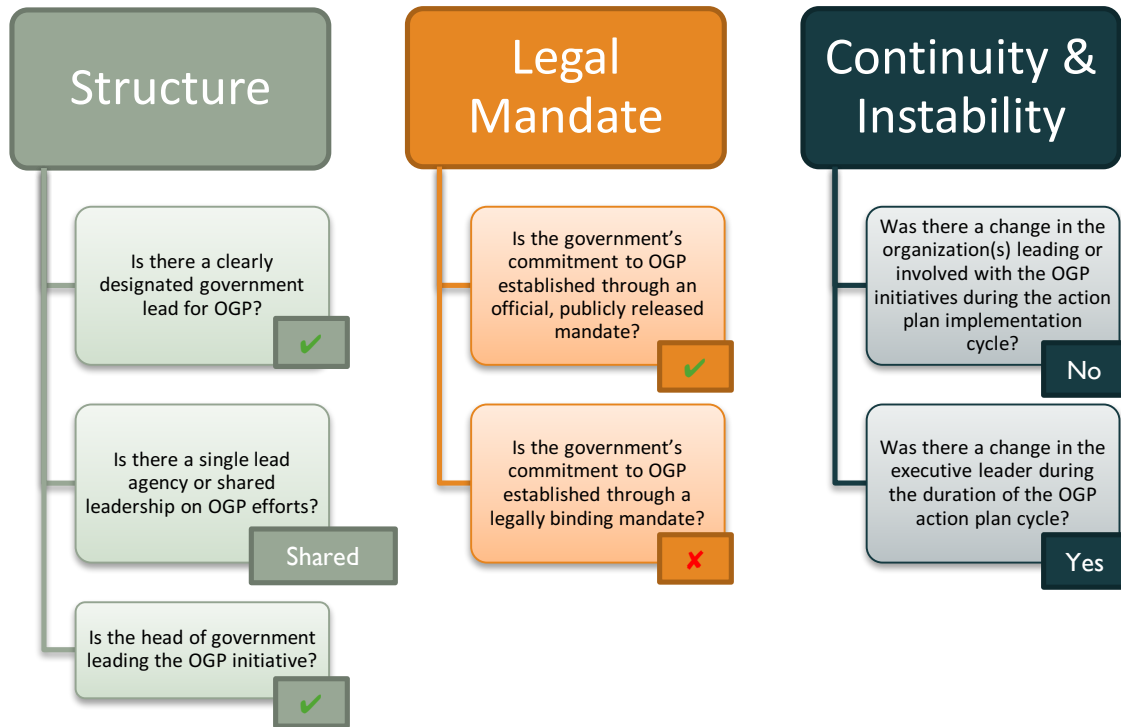 Structure
Is there a clearly
designated government
lead for OGP?
✔
Is there a single lead
agency or shared
leadership on OGP efforts?
Shared
Is the head of government
leading the OGP initiative?
✔
Legal
Mandate
Is the government’s
commitment to OGP
established through an
official, publicly released
mandate?
✔
Is the government’s
commitment to OGP
established through a
legally binding mandate?
✘
Continuity &
Instability
Was there a change in the
organization(s) leading or
involved with the OGP
initiatives during the action
plan implementation
cycle?
No
Was there a change in the
executive leader during
the duration of the OGP
action plan cycle?
Yes